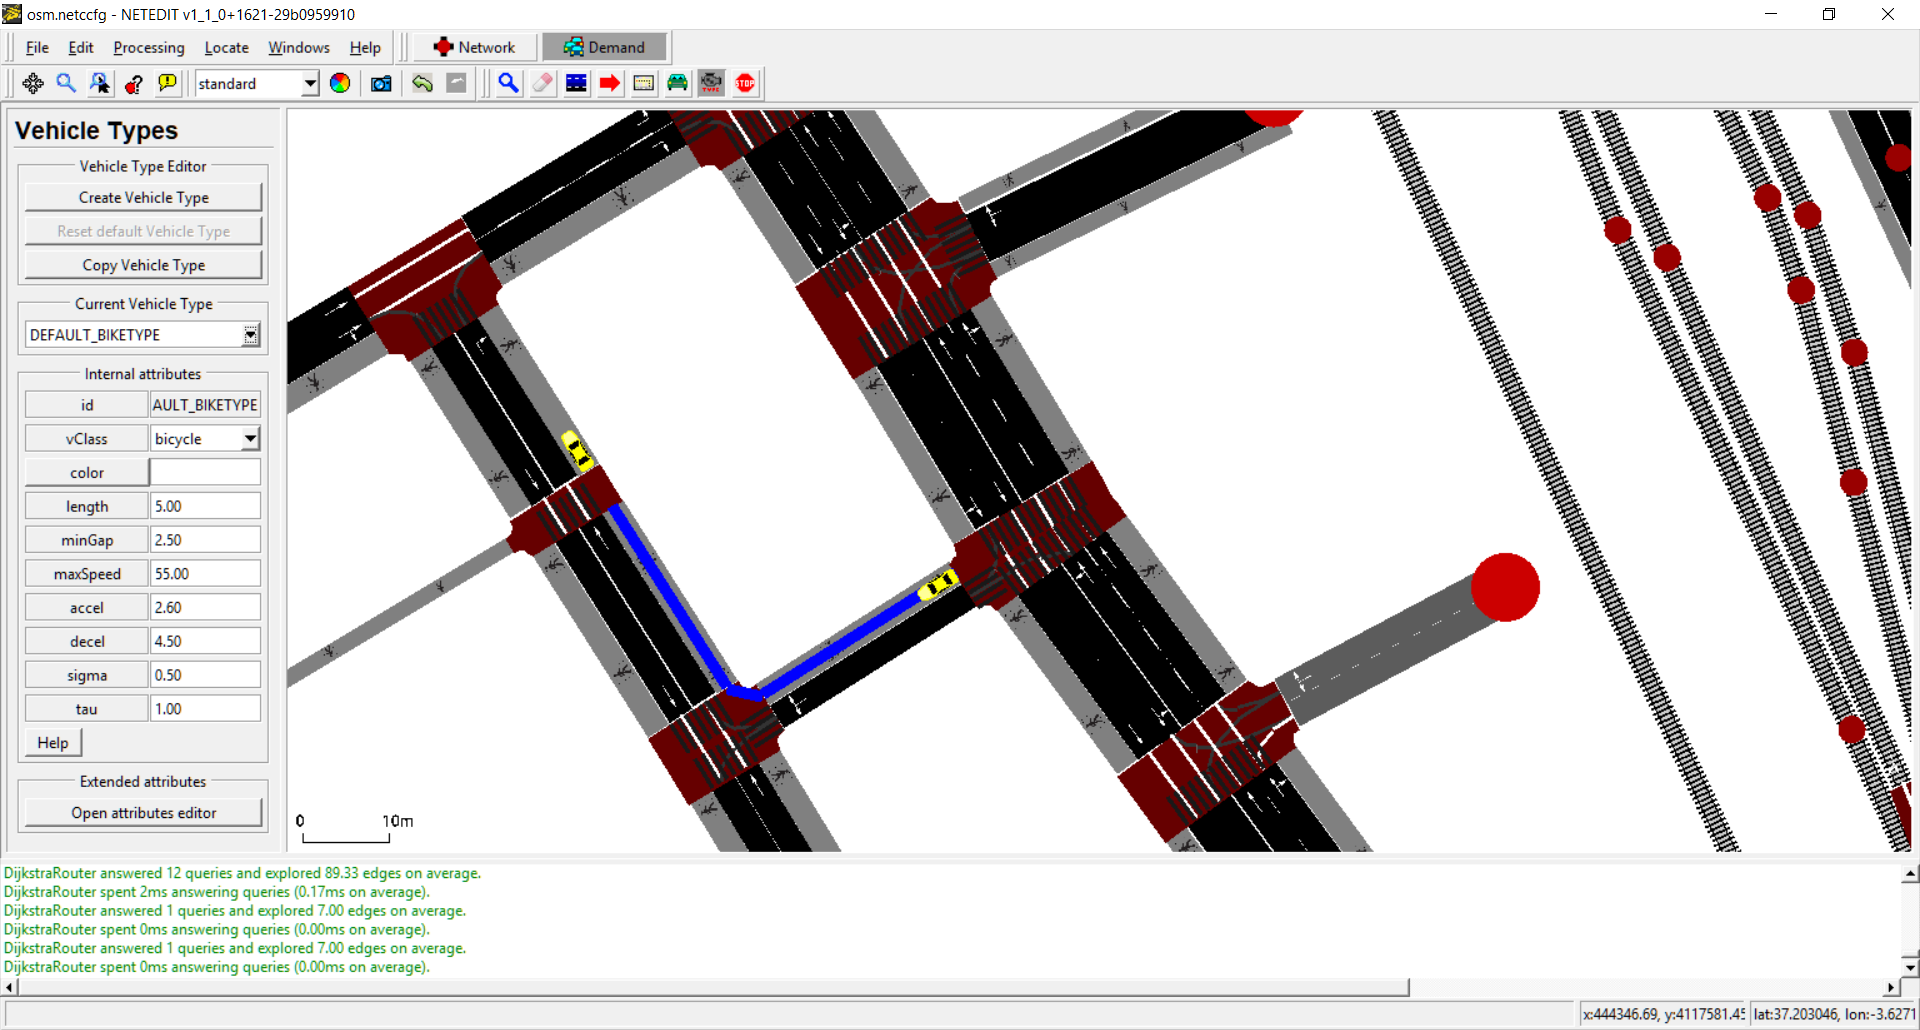 osm.netccfg - NETEDIT v1_1_0+1621-29b0959910
File Edit Processing Locate Windows Help Network Demand
standard TYPE STOP
Vehicle Types
Vehicle Type Editor
Create Vehicle Type
Reset default Vehicle Type
Copy Vehicle Type
Current Vehicle Type
DEFAULT_BIKETYPE
Internal attributes
id AULT_BIKETYPE
vClass bicycle
color
length 5.00
minGap 2.50
maxSpeed 55.00
accel 2.60
decel 4.50
sigma 0.50
tau 1.00
Help
Extended attributes
Open attributes editor
0 10m
DijkstraRouter answered 12 queries and explored 89.33 edges on average.
DijkstraRouter spent 2ms answering queries (0.17ms on average).
DijkstraRouter answered 1 queries and explored 7.00 edges on average.
DijkstraRouter spent 0ms answering queries (0.00ms on average).
DijkstraRouter answered 1 queries and explored 7.00 edges on average.
DijkstraRouter spent 0ms answering queries (0.00ms on average).
x:444346.69, y:4117581.45 lat:37.203046, lon:-3.6271